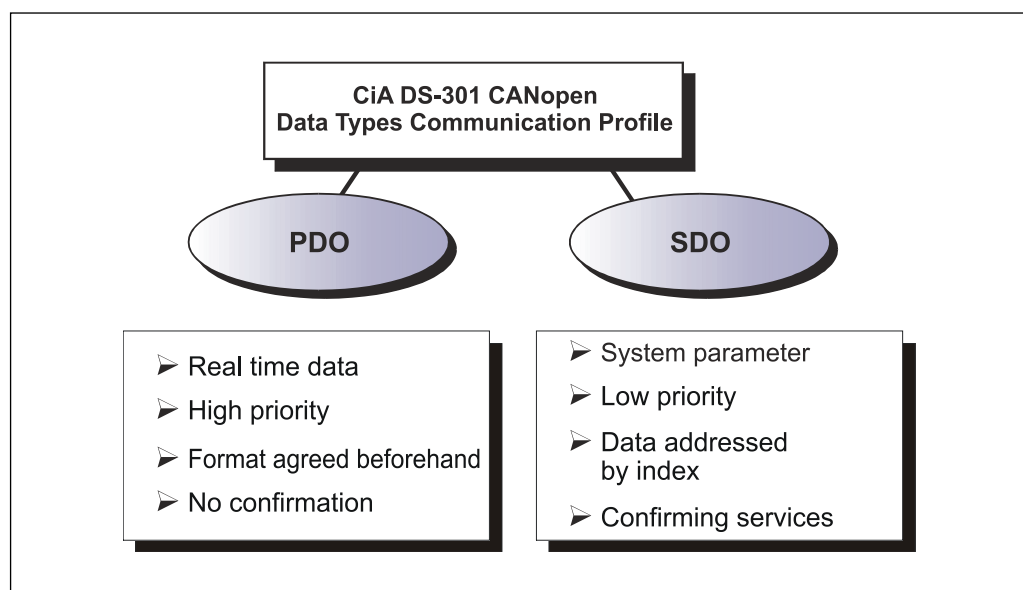 CiA DS-301 CANopen
Data Types Communication Profile
PDO
SDO
Real time data
High priority
Format agreed beforehand
No confirmation
System parameter
Low priority
Data addressed
by index
Confirming services